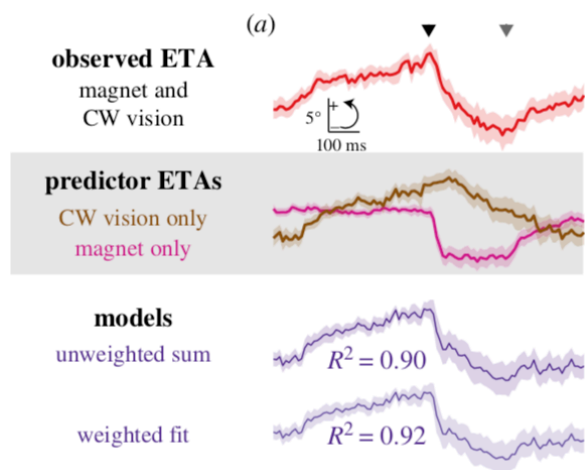 (a)
observed ETA
magnet and
CW vision
+
5°
100 ms
predictor ETAs
CW vision only
magnet only
models
unweighted sum
R² = 0.90
weighted fit
R² = 0.92